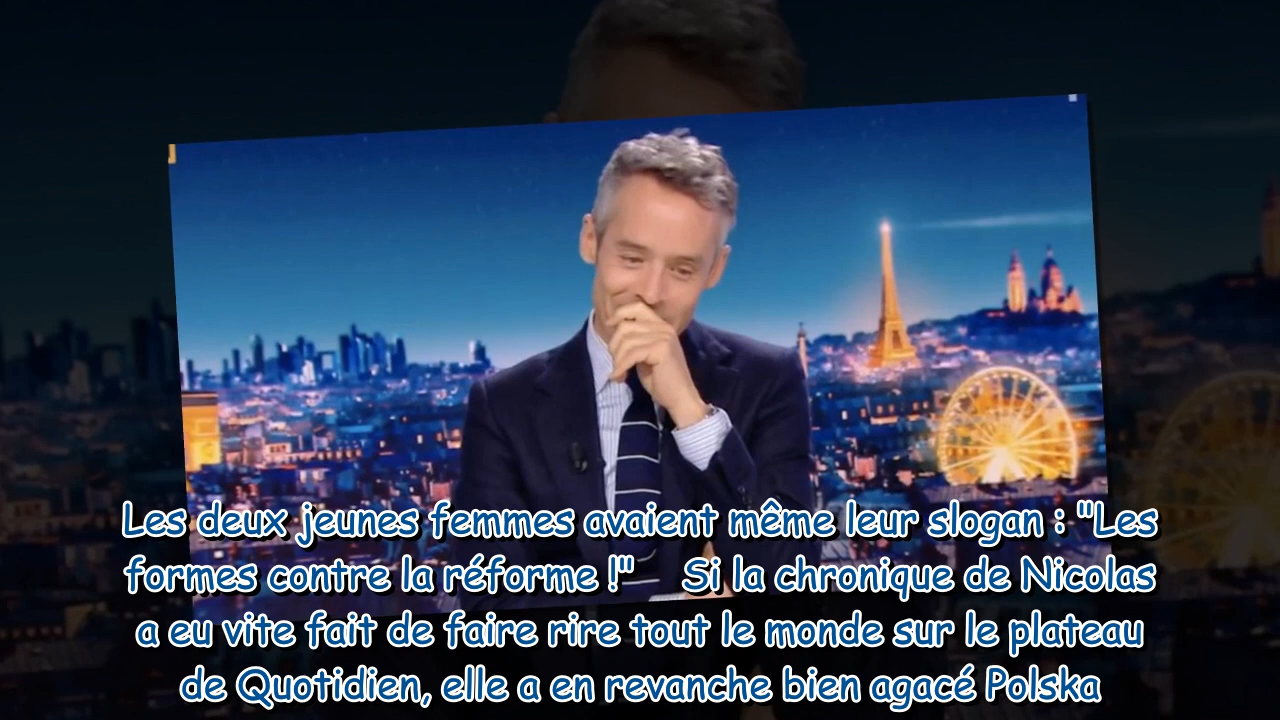 Les deux jeunes femmes avaient même leur slogan : "Les
formes contre la réforme !" Si la chronique de Nicolas
a eu vite fait de faire rire tout le monde sur le plateau
de Quotidien, elle a en revanche bien agacé Polska